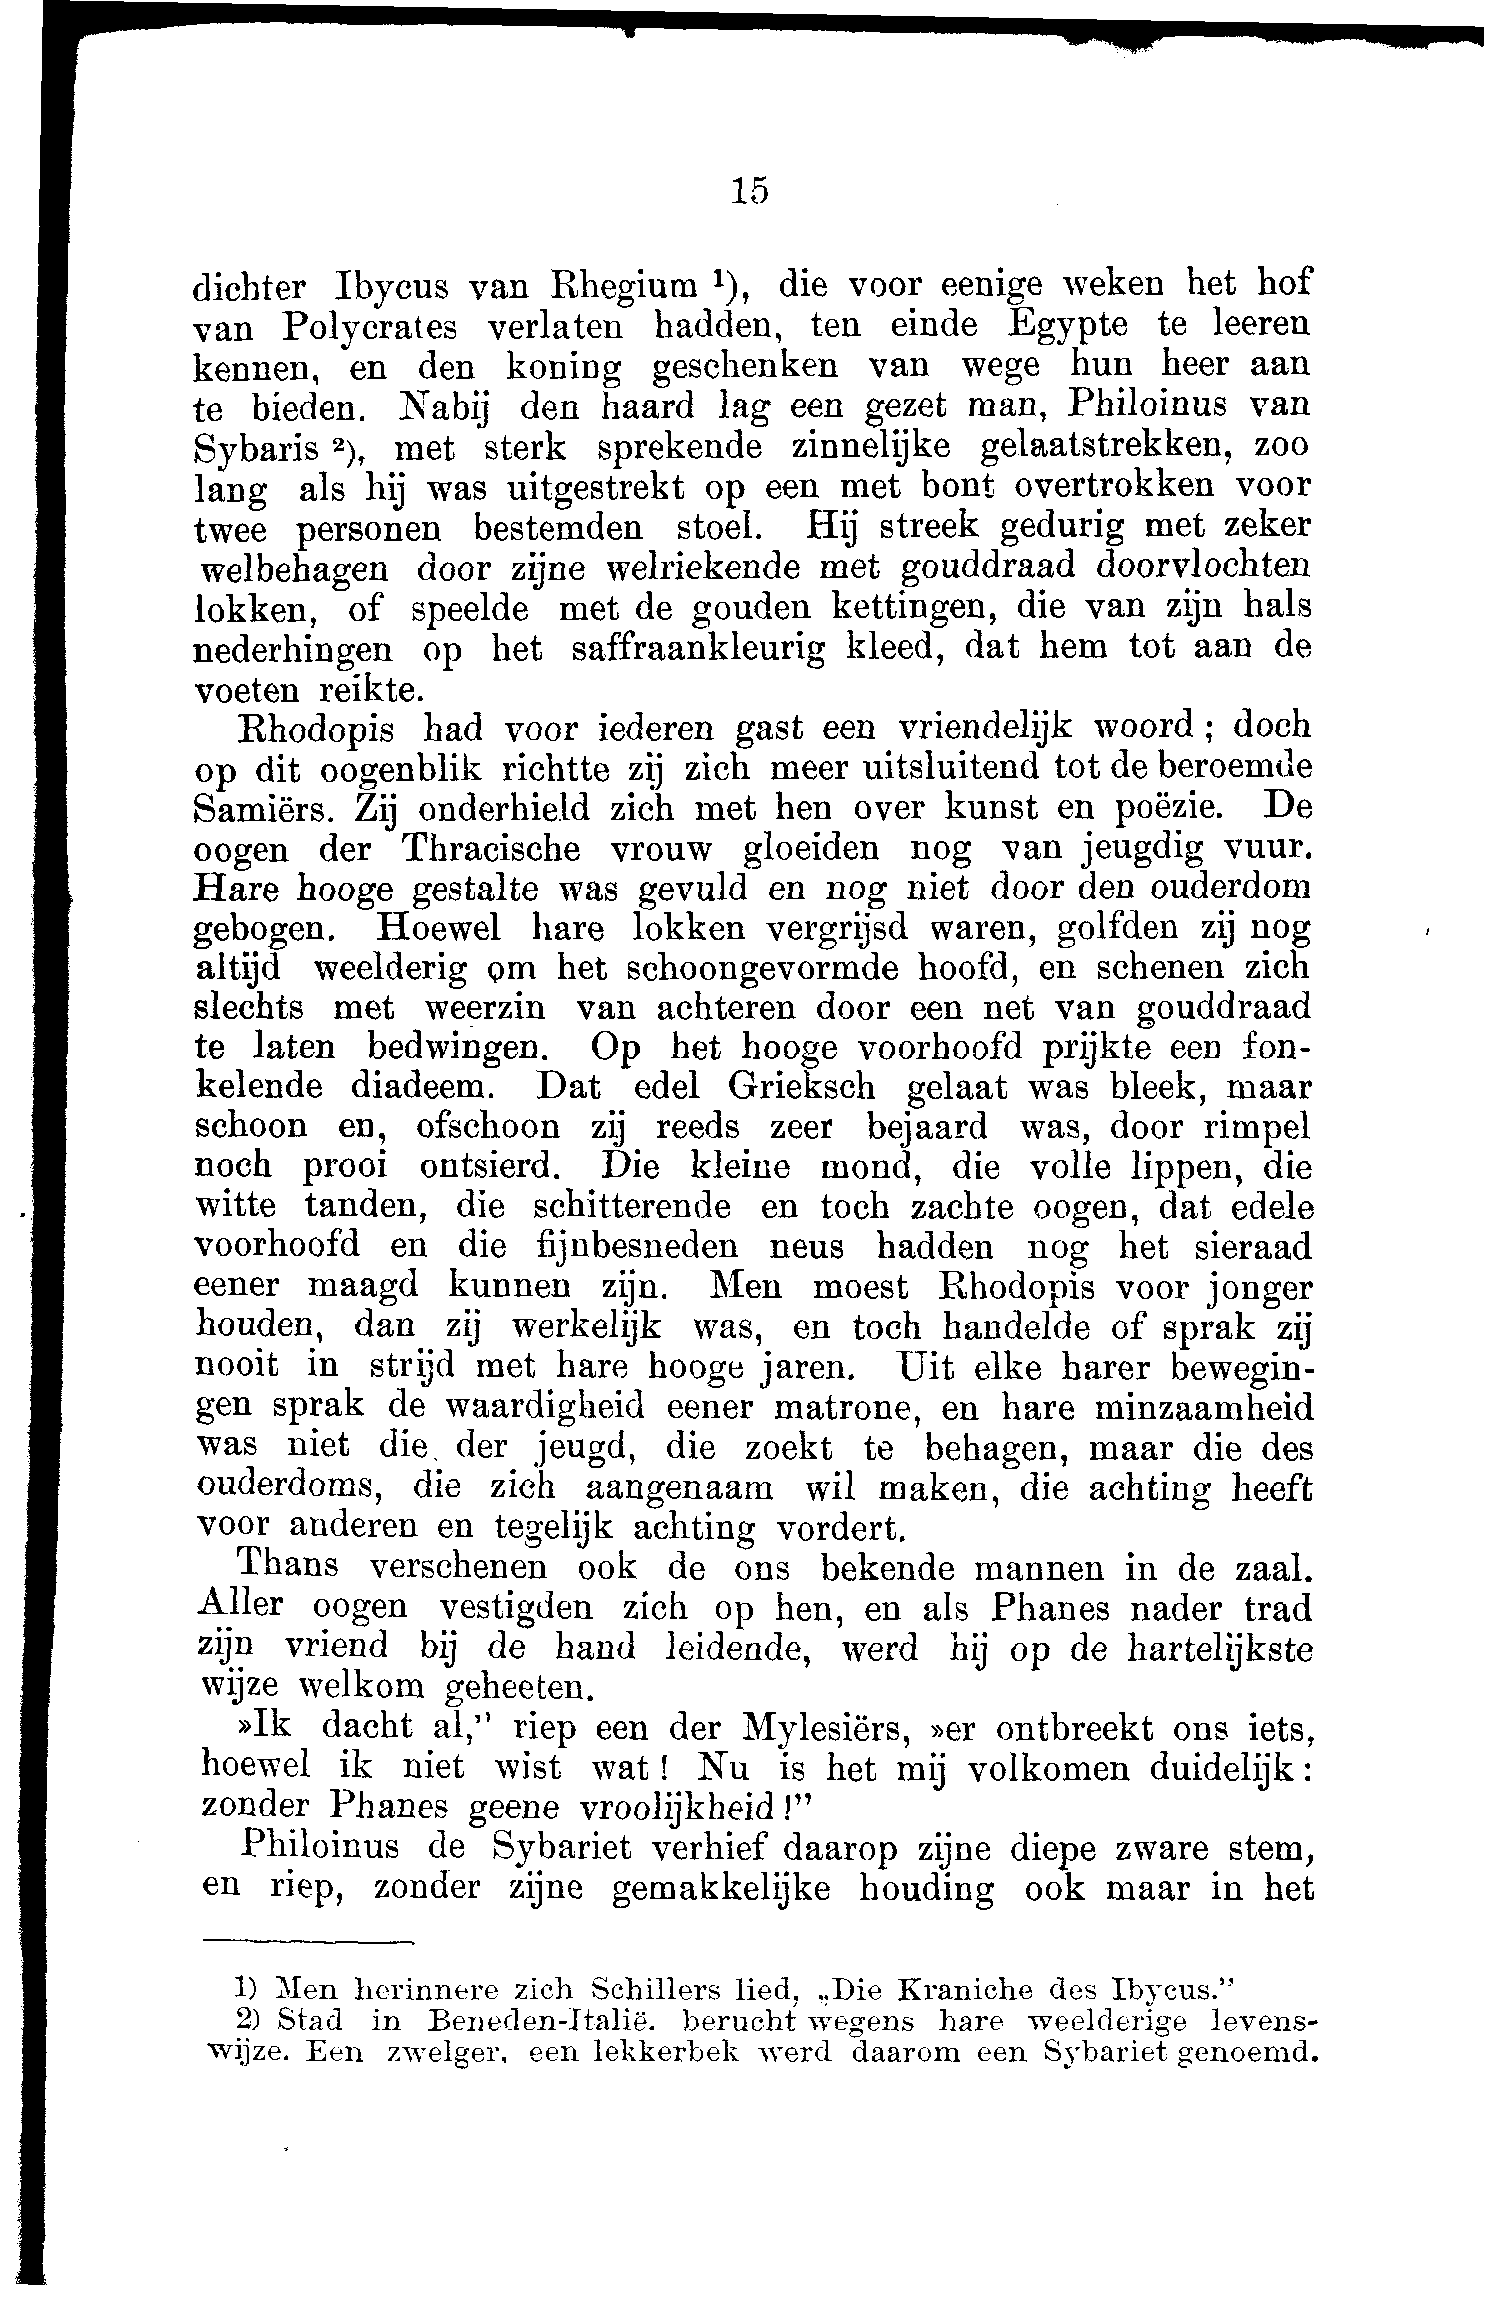 15
dichter Ibycus van Rhegium ¹), die voor eenige weken het hof
van Polycrates verlaten hadden, ten einde Egypte te leeren
kennen, en den koning geschenken van wege hun heer aan
te bieden. Nabij den haard lag een gezet man, Philoinus van
Sybaris ²), met sterk sprekende zinnelijke gelaatstrekken, zoo
lang als hij was uitgestrekt op een met bont overtrokken voor
twee personen bestemden stoel. Hij streek gedurig met zeker
welbehagen door zijne welriekende met gouddraad doorvlochten
lokken, of speelde met de gouden kettingen, die van zijn hals
nederhingen op het saffraankleurig kleed, dat hem tot aan de
voeten reikte.
Rhodopis had voor iederen gast een vriendelijk woord; doch
op dit oogenblik richtte zij zich meer uitsluitend tot de beroemde
Samiërs. Zij onderhield zich met hen over kunst en poëzie. De
oogen der Thracische vrouw gloeiden nog van jeugdig vuur.
Hare hooge gestalte was gevuld en nog niet door den ouderdom
gebogen. Hoewel hare lokken vergrijsd waren, golfden zij nog
altijd weelderig om het schoongevormde hoofd, en schenen zich
slechts met weerzin van achteren door een net van gouddraad
te laten bedwingen. Op het hooge voorhoofd prijkte een fon-
kelende diadeem. Dat edel Grieksch gelaat was bleek, maar
schoon en, ofschoon zij reeds zeer bejaard was, door rimpel
noch prooi ontsierd. Die kleine mond, die volle lippen, die
witte tanden, die schitterende en toch zachte oogen, dat edele
voorhoofd en die fijnbesneden neus hadden nog het sieraad
eener maagd kunnen zijn. Men moest Rhodopis voor jonger
houden, dan zij werkelijk was, en toch handelde of sprak zij
nooit in strijd met hare hooge jaren. Uit elke harer bewegin-
gen sprak de waardigheid eener matrone, en hare minzaamheid
was niet die der jeugd, die zoekt te behagen, maar die des
ouderdoms, die zich aangenaam wil maken, die achting heeft
voor anderen en tegelijk achting vordert.
Thans verschenen ook de ons bekende mannen in de zaal.
Aller oogen vestigden zich op hen, en als Phanes nader trad
zijn vriend bij de hand leidende, werd hij op de hartelijkste
wijze welkom geheeten.
»Ik dacht al,” riep een der Mylesiërs, »er ontbreekt ons iets,
hoewel ik niet wist wat! Nu is het mij volkomen duidelijk:
zonder Phanes geene vroolijkheid!”
Philoinus de Sybariet verhief daarop zijne diepe zware stem,
en riep, zonder zijne gemakkelijke houding ook maar in het
1) Men herinnere zich Schillers lied, „Die Kraniche des Ibycus.”
2) Stad in Beneden-Italië. berucht wegens hare weelderige levens-
wijze. Een zwelger, een lekkerbek werd daarom een Sybariet genoemd.